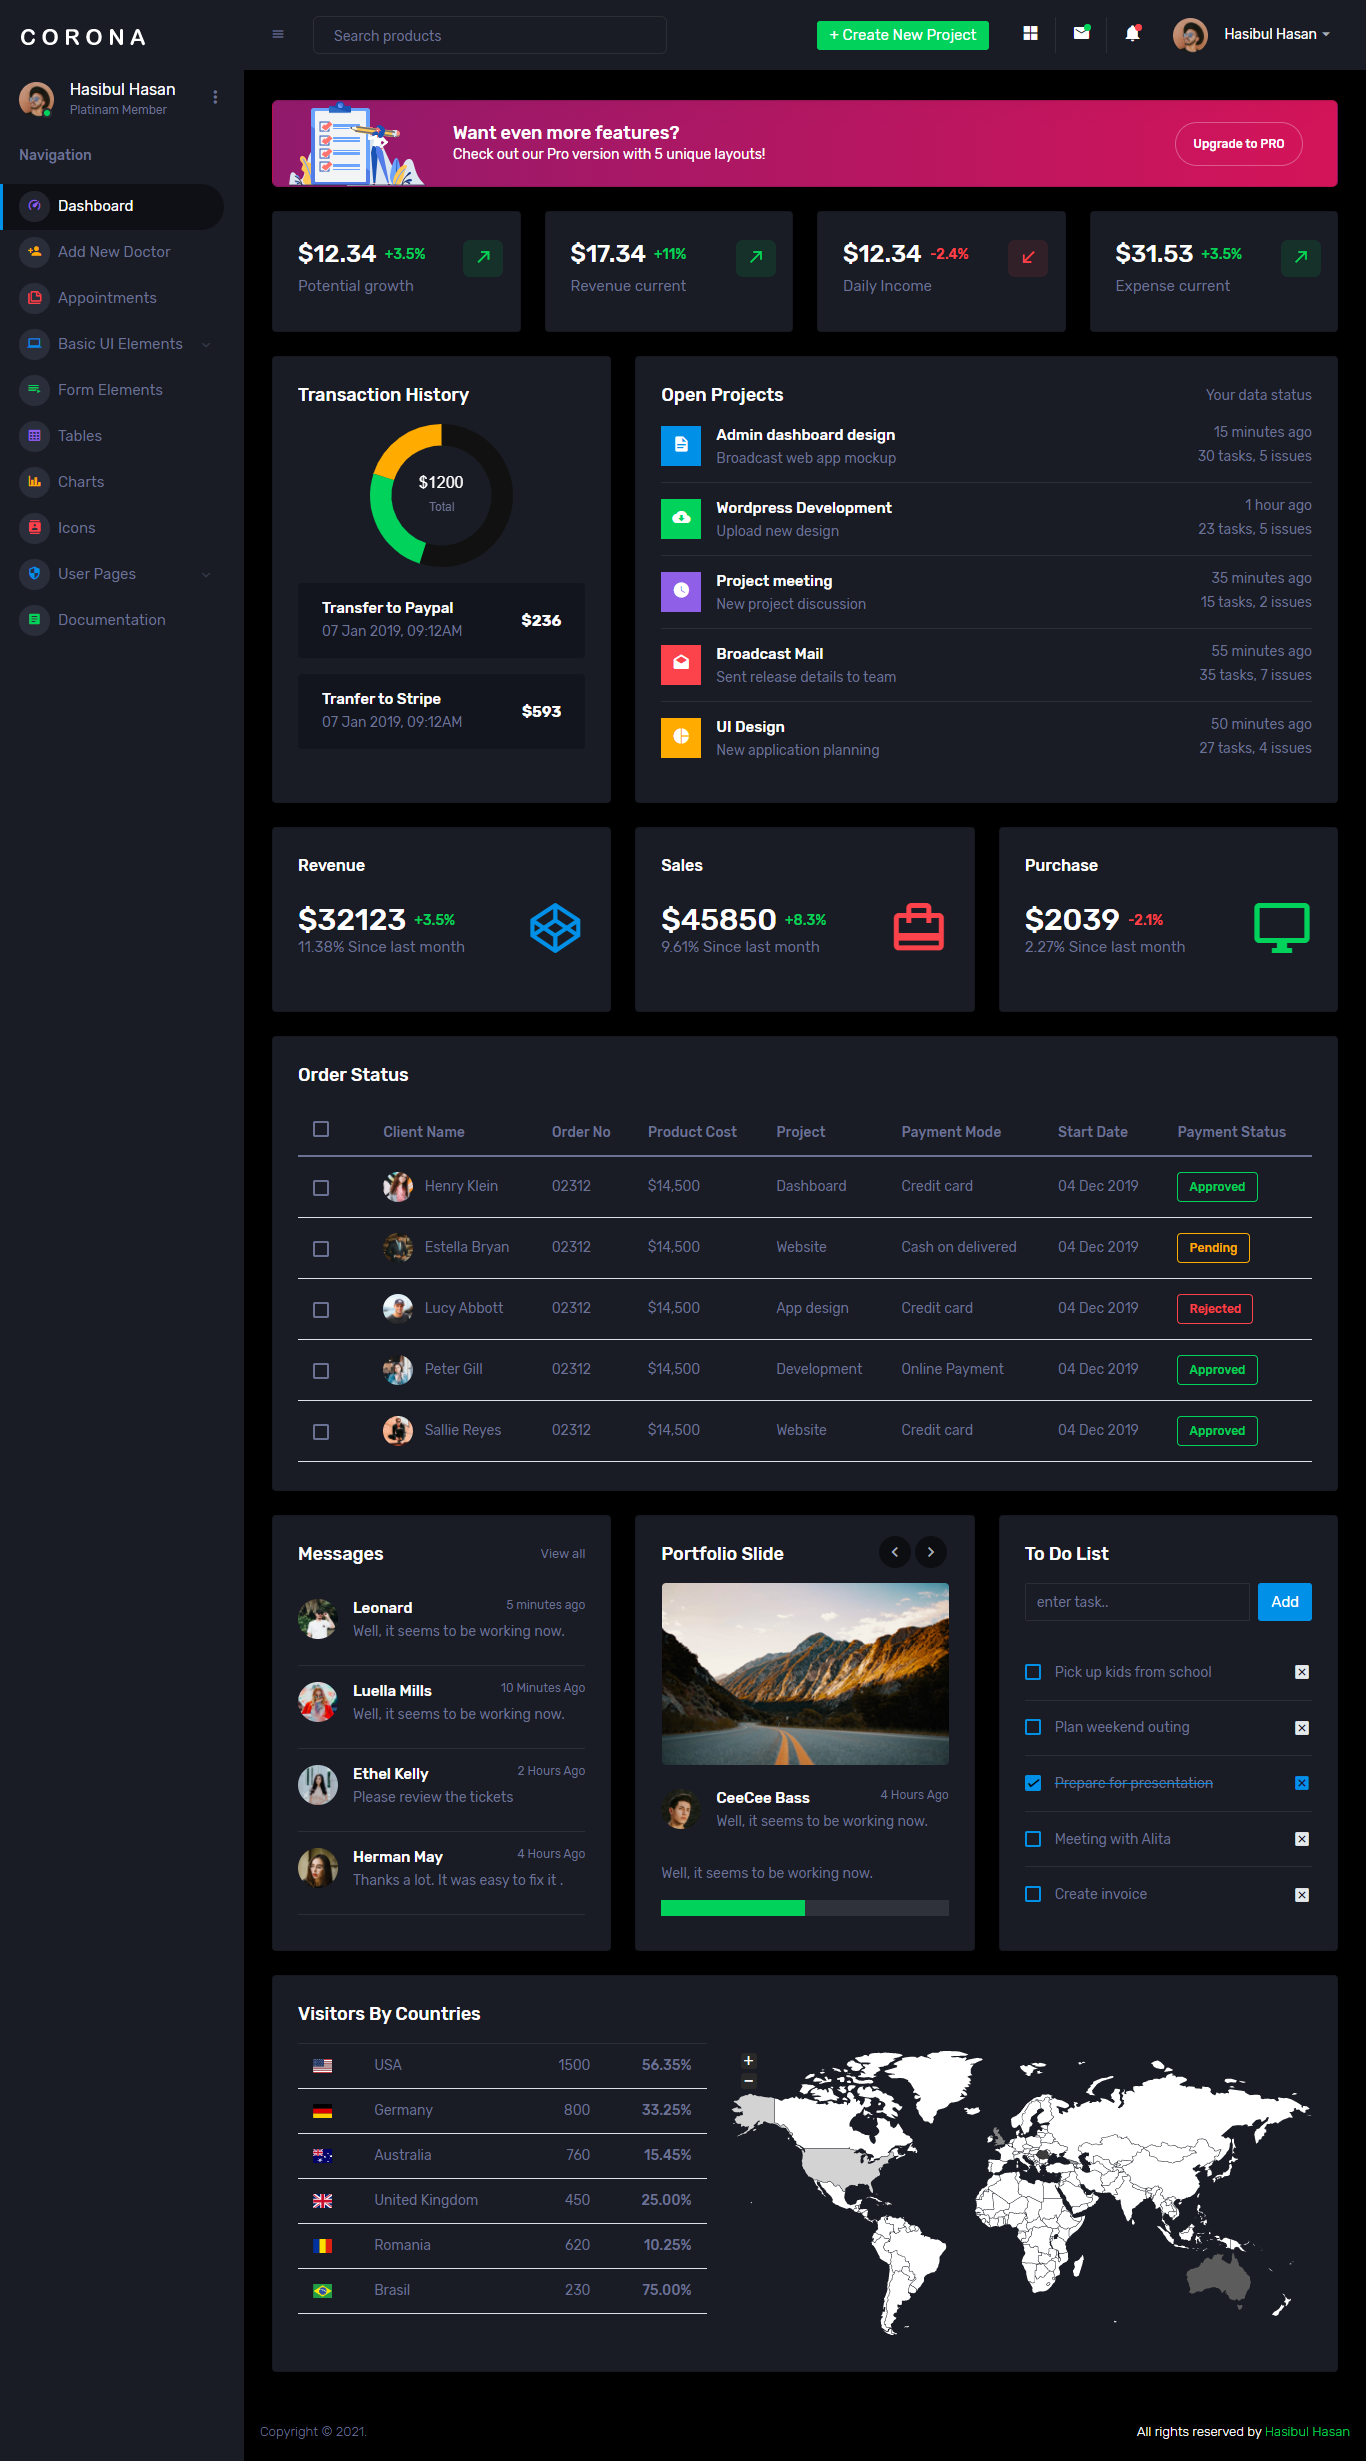 CORONA
Search products
+ Create New Project
Hasibul Hasan
Hasibul Hasan
Platinam Member
Navigation
Dashboard
Add New Doctor
Appointments
Basic UI Elements
Form Elements
Tables
Charts
Icons
User Pages
Documentation
Want even more features?
Check out our Pro version with 5 unique layouts!
Upgrade to PRO
$12.34 +3.5%
Potential growth
$17.34 +11%
Revenue current
$12.34 -2.4%
Daily Income
$31.53 +3.5%
Expense current
Transaction History
$1200
Total
Transfer to Paypal
07 Jan 2019, 09:12AM
$236
Tranfer to Stripe
07 Jan 2019, 09:12AM
$593
Open Projects
Your data status
Admin dashboard design
Broadcast web app mockup
15 minutes ago
30 tasks, 5 issues
Wordpress Development
Upload new design
1 hour ago
23 tasks, 5 issues
Project meeting
New project discussion
35 minutes ago
15 tasks, 2 issues
Broadcast Mail
Sent release details to team
55 minutes ago
35 tasks, 7 issues
UI Design
New application planning
50 minutes ago
27 tasks, 4 issues
Revenue
$32123 +3.5%
11.38% Since last month
Sales
$45850 +8.3%
9.61% Since last month
Purchase
$2039 -2.1%
2.27% Since last month
Order Status
Client Name Order No Product Cost Project Payment Mode Start Date Payment Status
Henry Klein 02312 $14,500 Dashboard Credit card 04 Dec 2019 Approved
Estella Bryan 02312 $14,500 Website Cash on delivered 04 Dec 2019 Pending
Lucy Abbott 02312 $14,500 App design Credit card 04 Dec 2019 Rejected
Peter Gill 02312 $14,500 Development Online Payment 04 Dec 2019 Approved
Sallie Reyes 02312 $14,500 Website Credit card 04 Dec 2019 Approved
Messages
View all
Leonard
5 minutes ago
Well, it seems to be working now.
Luella Mills
10 Minutes Ago
Well, it seems to be working now.
Ethel Kelly
2 Hours Ago
Please review the tickets
Herman May
4 Hours Ago
Thanks a lot. It was easy to fix it .
Portfolio Slide
CeeCee Bass
4 Hours Ago
Well, it seems to be working now.
Well, it seems to be working now.
To Do List
enter task..
Add
Pick up kids from school
Plan weekend outing
Prepare for presentation
Meeting with Alita
Create invoice
Visitors By Countries
USA 1500 56.35%
Germany 800 33.25%
Australia 760 15.45%
United Kingdom 450 25.00%
Romania 620 10.25%
Brasil 230 75.00%
+
−
Copyright © 2021.
All rights reserved by Hasibul Hasan